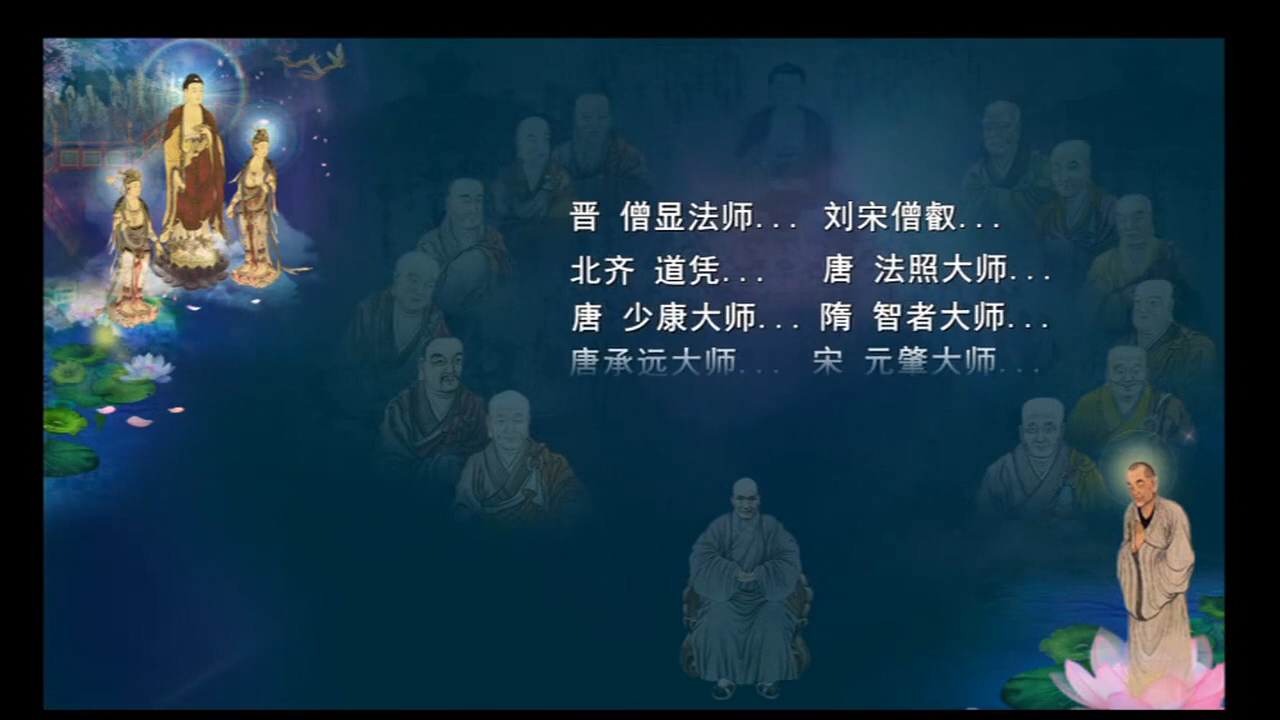 晋 僧显法师... 刘宋僧叡...
北齐 道凭... 唐 法照大师...
唐 少康大师... 隋 智者大师...
唐承远大师... 宋 元肇大师...